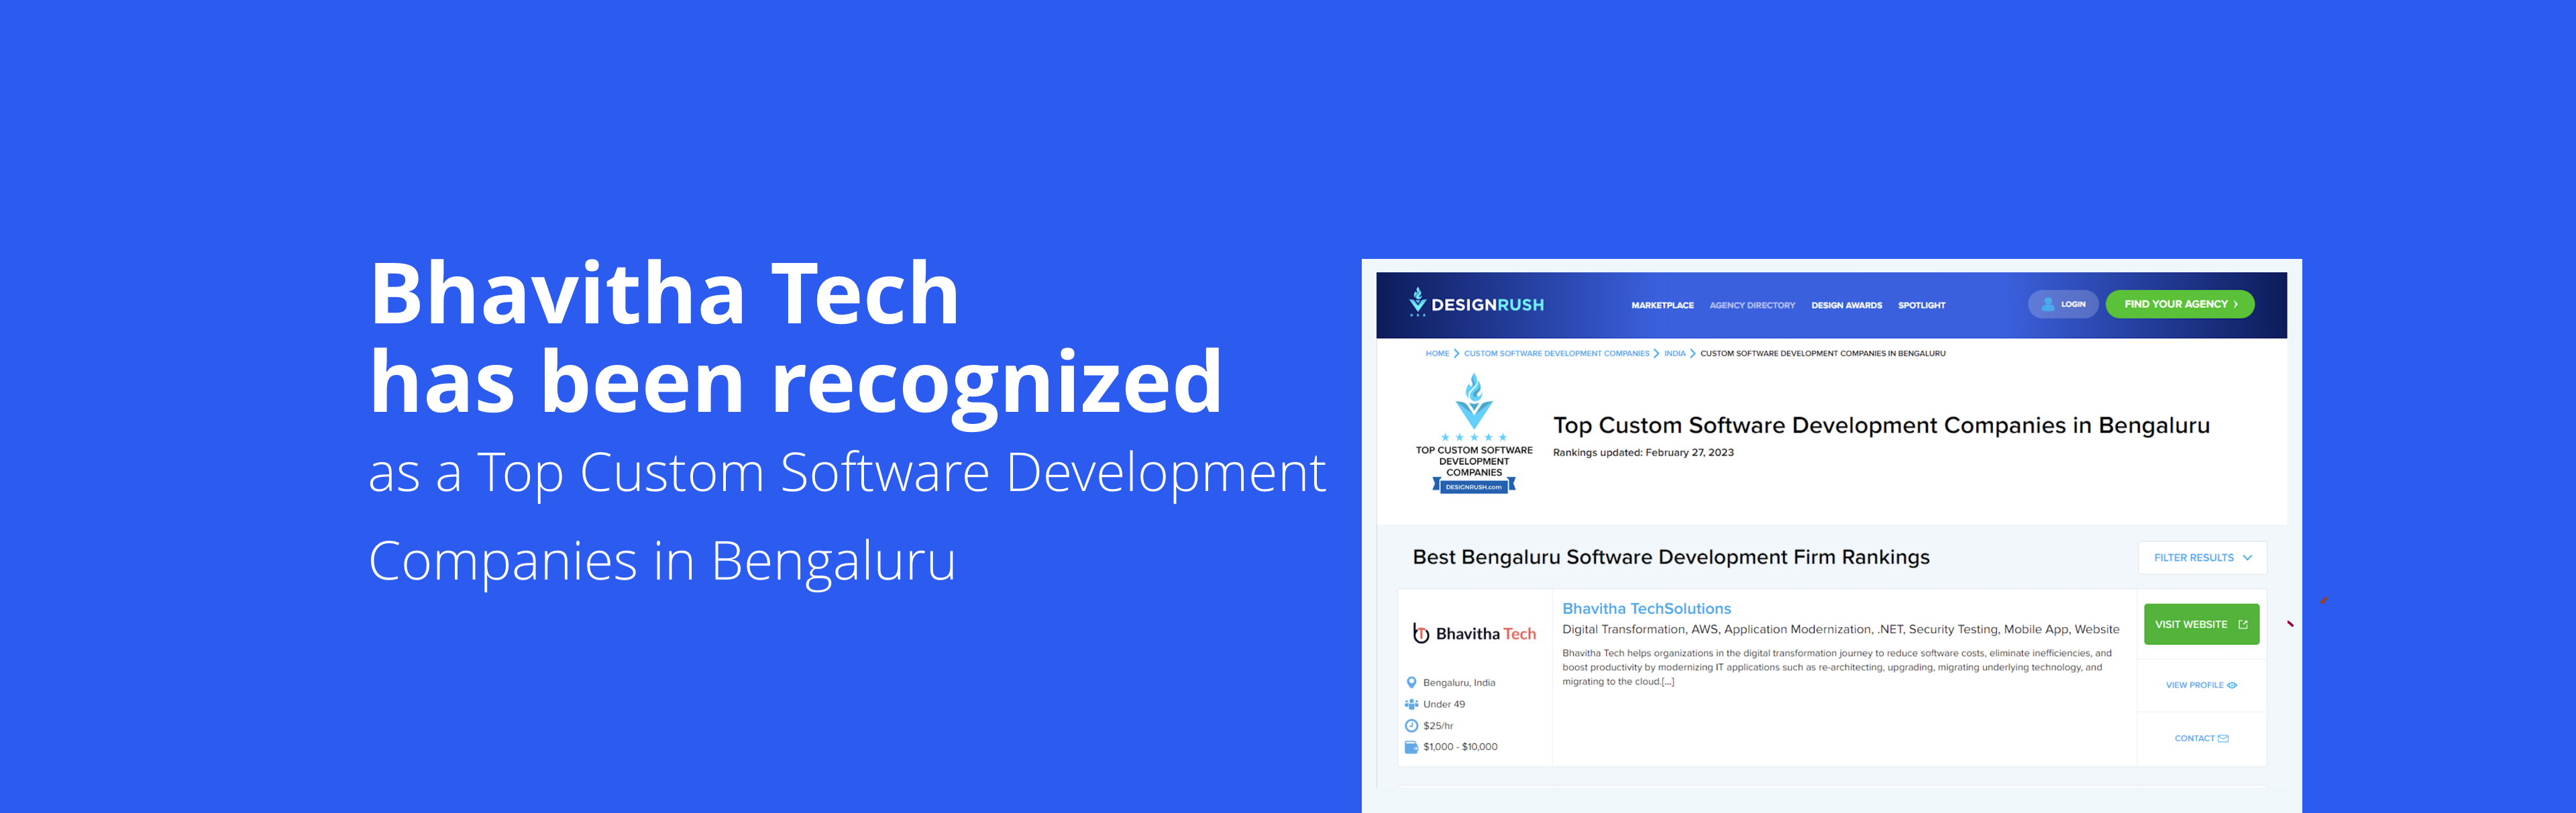 Bhavitha Tech
has been recognized
as a Top Custom Software Development
Companies in Bengaluru
DESIGNRUSH
MARKETPLACE AGENCY DIRECTORY DESIGN AWARDS SPOTLIGHT
LOGIN
FIND YOUR AGENCY
HOME CUSTOM SOFTWARE DEVELOPMENT COMPANIES INDIA CUSTOM SOFTWARE DEVELOPMENT COMPANIES IN BENGALURU
TOP CUSTOM SOFTWARE
DEVELOPMENT
COMPANIES
DESIGNRUSH.com
Top Custom Software Development Companies in Bengaluru
Rankings updated: February 27, 2023
Best Bengaluru Software Development Firm Rankings
FILTER RESULTS
Bhavitha Tech
Bengaluru, India
Under 49
$25/hr
$1,000 - $10,000
Bhavitha TechSolutions
Digital Transformation, AWS, Application Modernization, .NET, Security Testing, Mobile App, Website
Bhavitha Tech helps organizations in the digital transformation journey to reduce software costs, eliminate inefficiencies, and
boost productivity by modernizing IT applications such as re-architecting, upgrading, migrating underlying technology, and
migrating to the cloud.[...]
VISIT WEBSITE
VIEW PROFILE
CONTACT